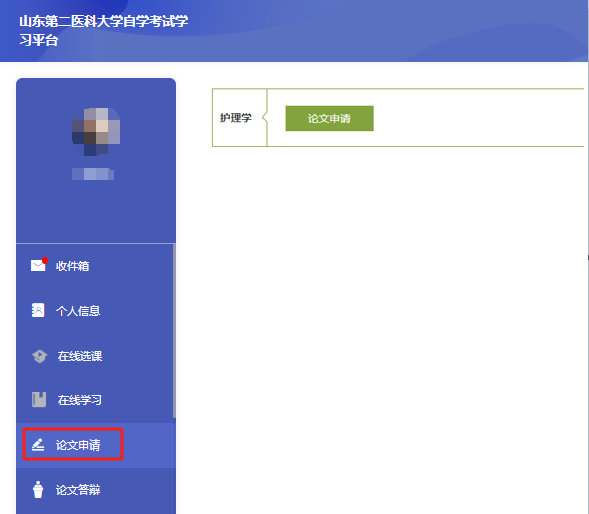 山东第二医科大学自学考试学
习平台
护理学
论文申请
收件箱
个人信息
在线选课
在线学习
论文申请
论文答辩